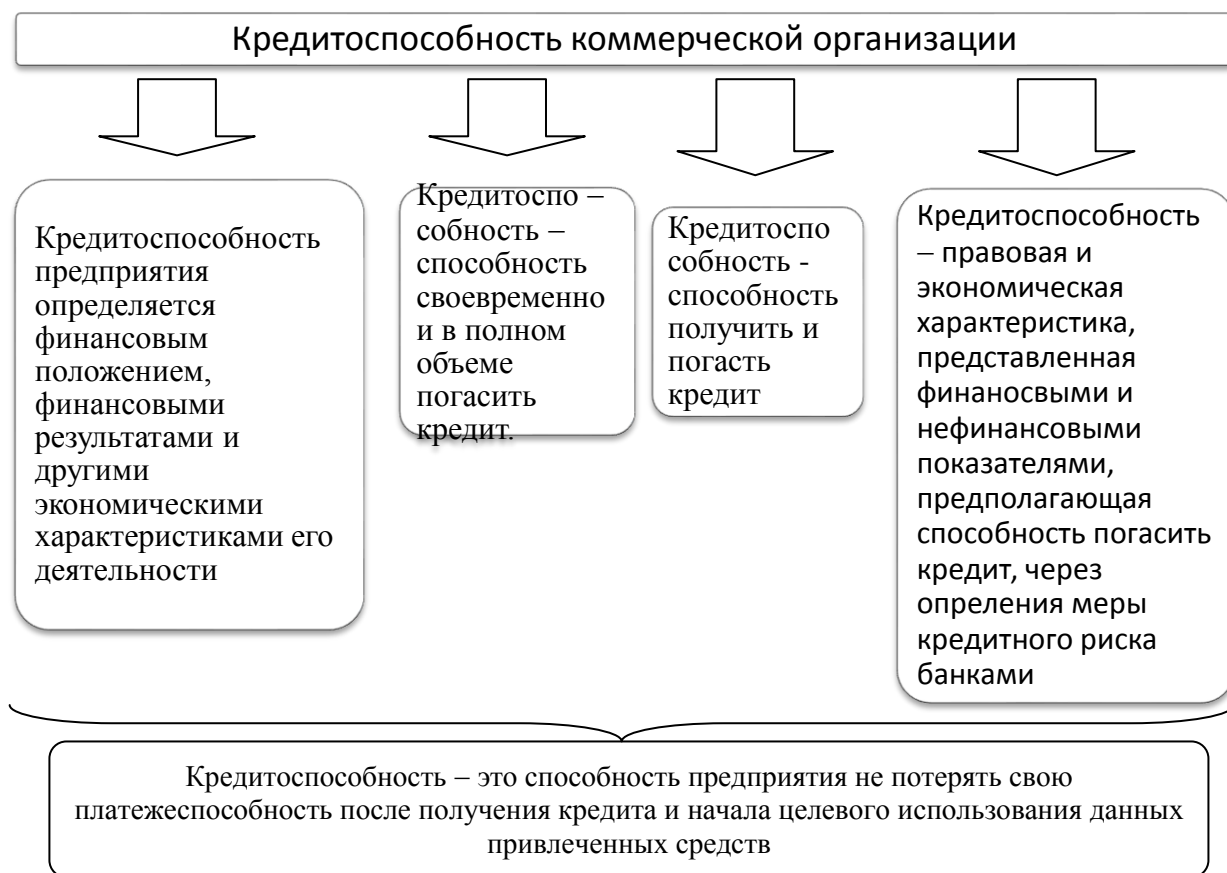 Кредитоспособность коммерческой организации
Кредитоспособность
предприятия
определяется
финансовым
положением,
финансовыми
результатами и
другими
экономическими
характеристиками его
деятельности
Кредитоспо –
собность –
способность
своевременно
и в полном
объеме
погасить
кредит.
Кредитоспо
собность -
способность
получить и
погасть
кредит
Кредитоспособность
– правовая и
экономическая
характеристика,
представленная
финаносвыми и
нефинансовыми
показателями,
предполагающая
способность погасить
кредит, через
опреления меры
кредитного риска
банками
Кредитоспособность – это способность предприятия не потерять свою
платежеспособность после получения кредита и начала целевого использования данных
привлеченных средств